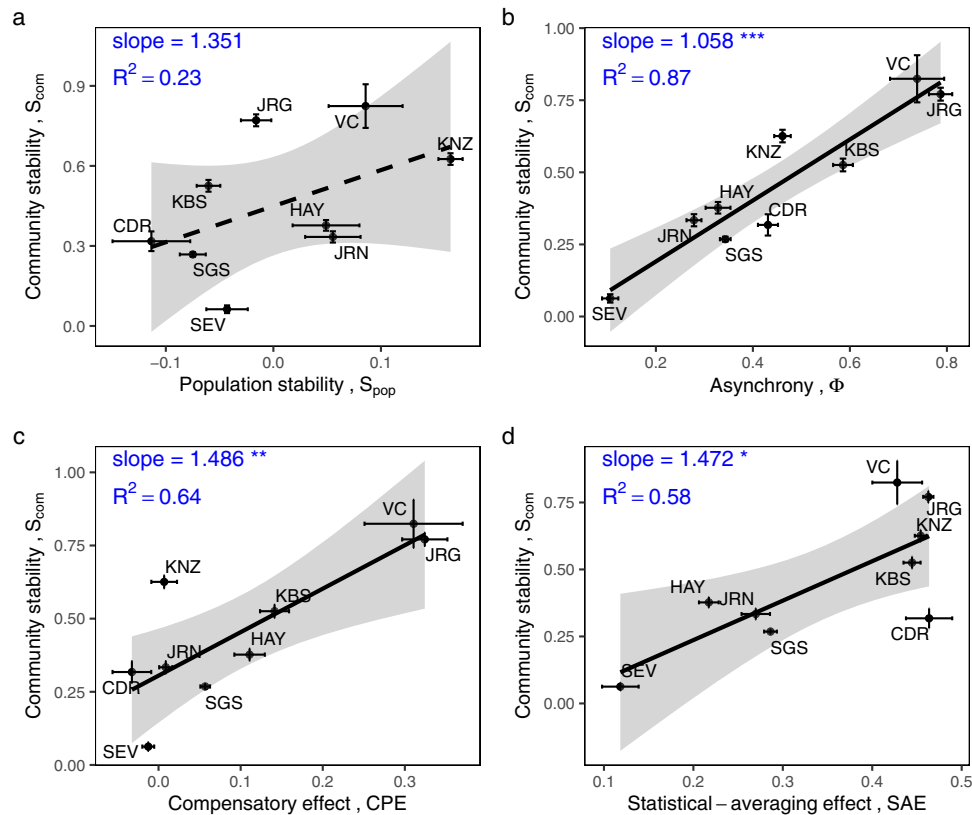 a
slope = 1.351
R² = 0.23
JRG
VC
KNZ
KBS
HAY
CDR
JRN
SGS
SEV
0.9
0.6
0.3
0.0
−0.1 0.0 0.1
Community stability , Scom
Population stability , Spop
b
slope = 1.058 ***
R² = 0.87
VC
JRG
KNZ
KBS
HAY
CDR
JRN
SGS
SEV
1.00
0.75
0.50
0.25
0.00
0.2 0.4 0.6 0.8
Community stability , Scom
Asynchrony , Φ
c
slope = 1.486 **
R² = 0.64
VC
JRG
KNZ
KBS
JRN
HAY
CDR
SGS
SEV
1.00
0.75
0.50
0.25
0.00
0.0 0.1 0.2 0.3
Community stability , Scom
Compensatory effect , CPE
d
slope = 1.472 *
R² = 0.58
VC
JRG
KNZ
KBS
HAY
JRN
CDR
SGS
SEV
0.75
0.50
0.25
0.00
0.1 0.2 0.3 0.4 0.5
Community stability , Scom
Statistical − averaging effect , SAE